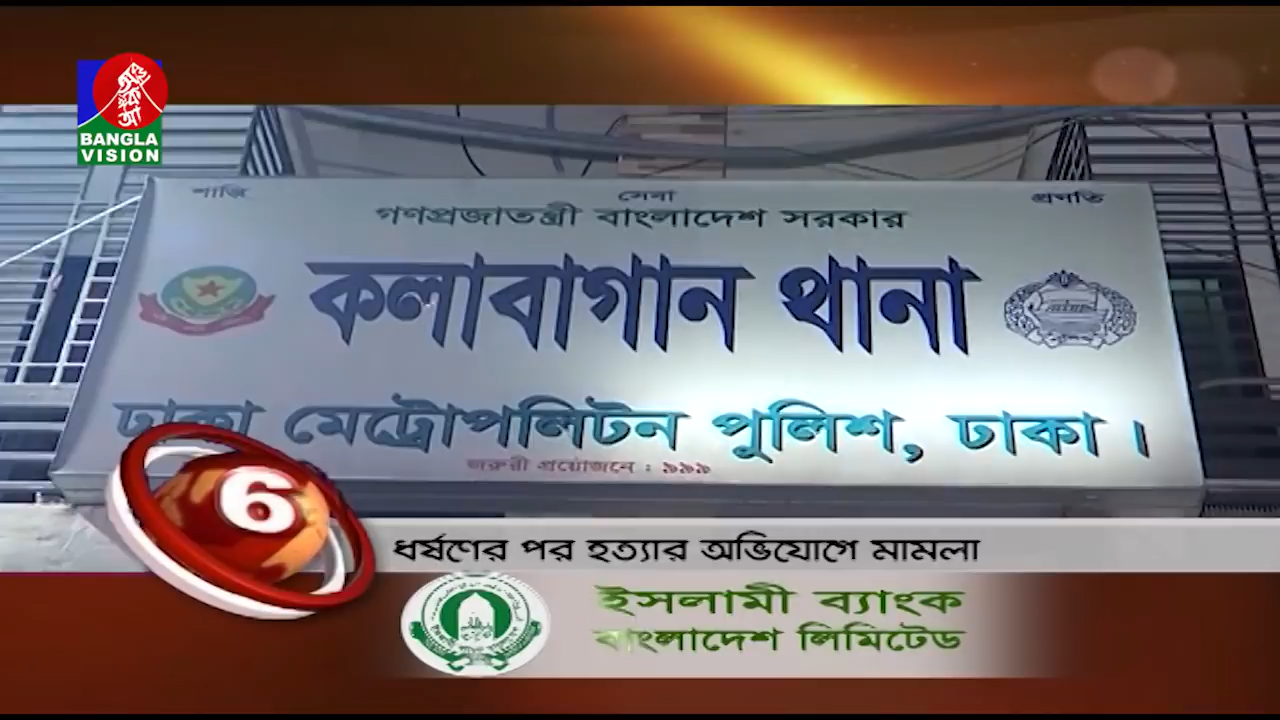 BANGLA
VISION
শান্তি
সেবা
প্রগতি
গণপ্রজাতন্ত্রী বাংলাদেশ সরকার
কলাবাগান থানা
ঢাকা মেট্রোপলিটন পুলিশ, ঢাকা।
জরুরী প্রয়োজনে : ৯৯৯
6
ধর্ষণের পর হত্যার অভিযোগে মামলা
ইসলামী ব্যাংক
বাংলাদেশ লিমিটেড